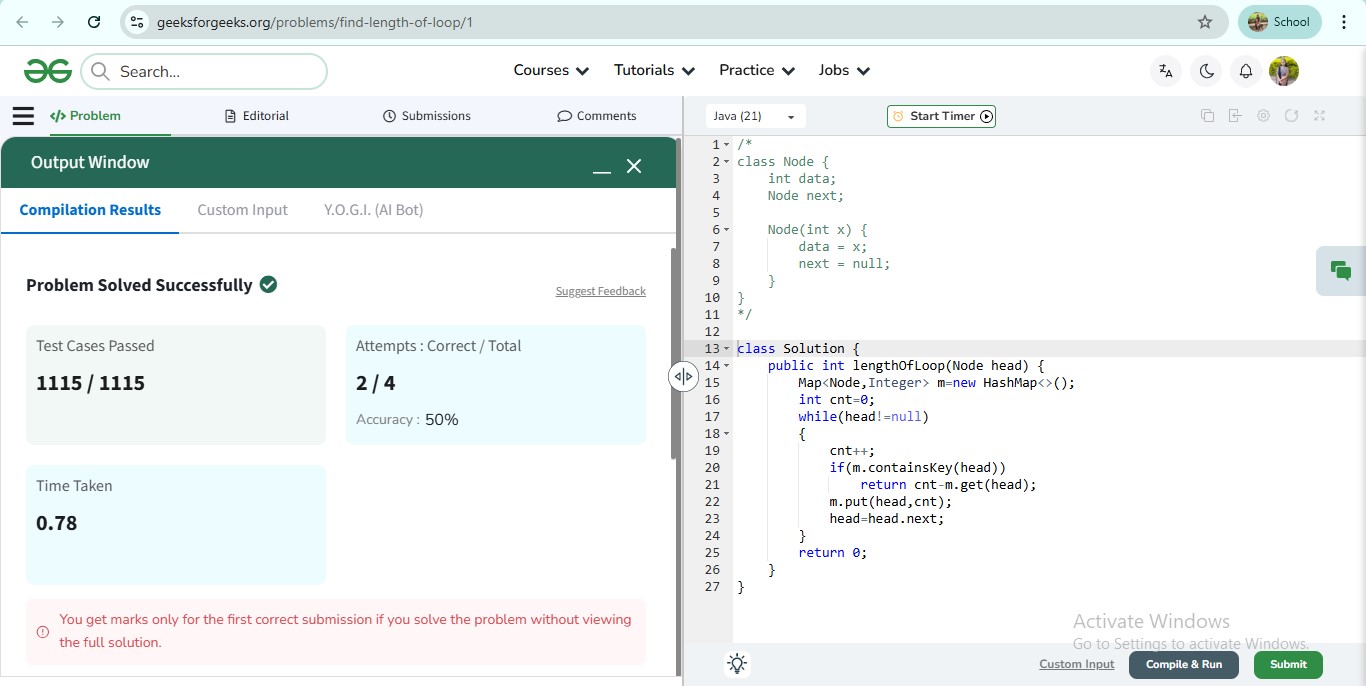 geeksforgeeks.org/problems/find-length-of-loop/1
School
Search...
Courses
Tutorials
Practice
Jobs
</> Problem
Editorial
Submissions
Comments
Java (21)
Start Timer
Output Window
Compilation Results
Custom Input
Y.O.G.I. (AI Bot)
Problem Solved Successfully
Suggest Feedback
Test Cases Passed
1115 / 1115
Attempts : Correct / Total
2 / 4
Accuracy : 50%
Time Taken
0.78
You get marks only for the first correct submission if you solve the problem without viewing
the full solution.
1 /*
2 class Node {
3     int data;
4     Node next;
5
6     Node(int x) {
7         data = x;
8         next = null;
9     }
10 }
11 */
12
13 class Solution {
14     public int lengthOfLoop(Node head) {
15         Map<Node,Integer> m=new HashMap<>();
16         int cnt=0;
17         while(head!=null)
18         {
19             cnt++;
20             if(m.containsKey(head))
21                 return cnt-m.get(head);
22             m.put(head,cnt);
23             head=head.next;
24         }
25         return 0;
26     }
27 }
Activate Windows
Go to Settings to activate Windows.
Custom Input
Compile & Run
Submit